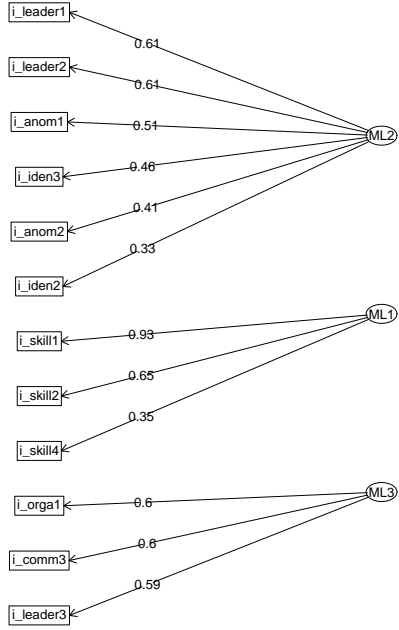 i_leader1
0.61
i_leader2
0.61
i_anom1
0.51
ML2
i_iden3
0.46
i_anom2
0.41
i_iden2
0.33
ML1
i_skill1
0.93
i_skill2
0.65
i_skill4
0.35
ML3
i_orga1
0.6
i_comm3
0.6
i_leader3
0.59